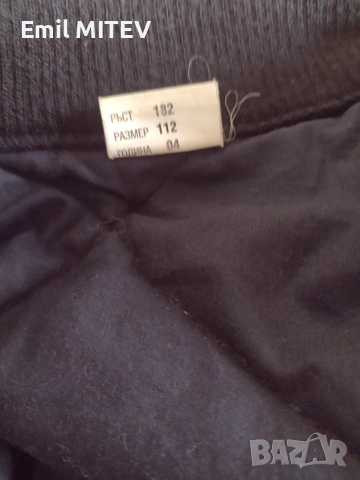 Emil MITEV
РЪСТ 182
РАЗМЕР 112
ГОДИНА 04
BAZAR